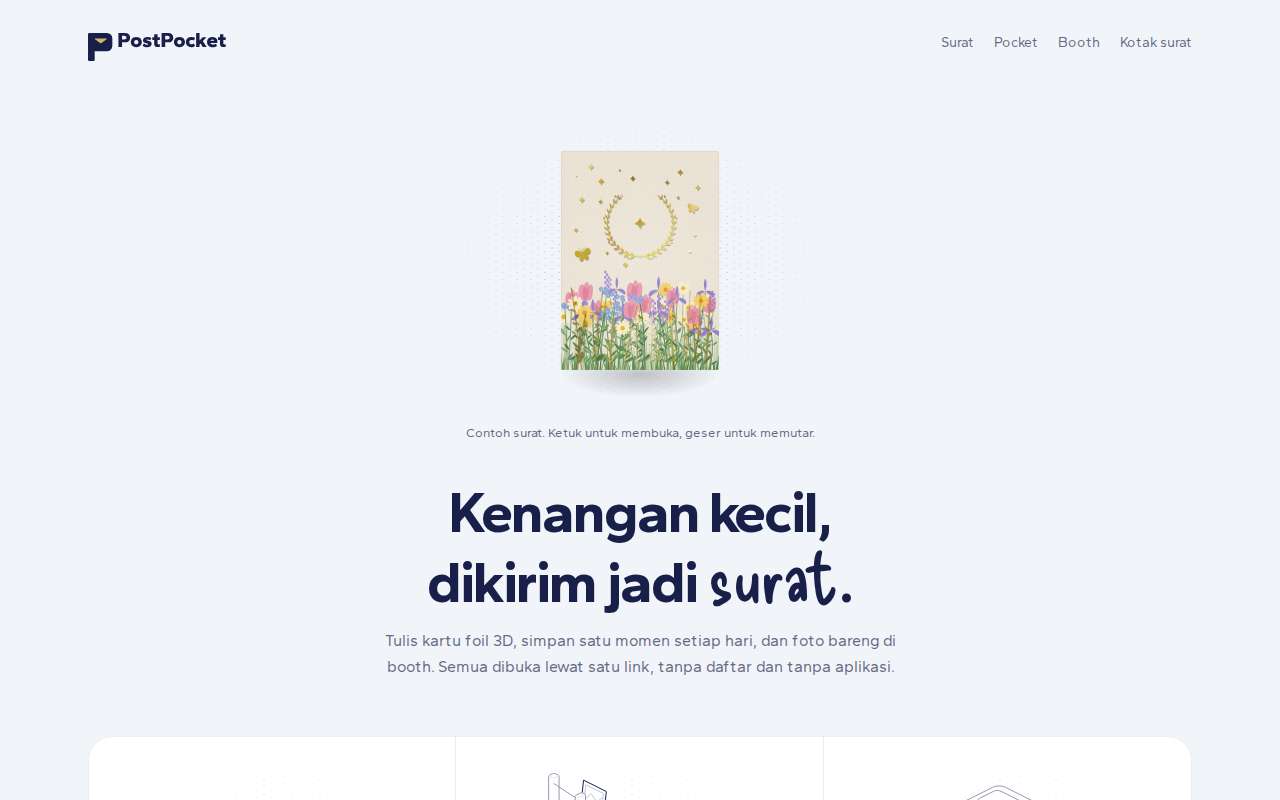 PostPocket
Surat
Pocket
Booth
Kotak surat
Contoh surat. Ketuk untuk membuka, geser untuk memutar.
Kenangan kecil,
dikirim jadi surat.
Tulis kartu foil 3D, simpan satu momen setiap hari, dan foto bareng di
booth. Semua dibuka lewat satu link, tanpa daftar dan tanpa aplikasi.